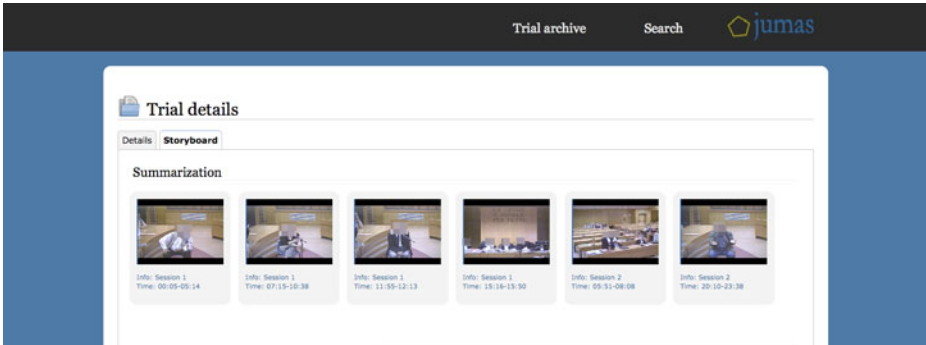 Trial archive
Search
jumas
Trial details
Details
Storyboard
Summarization
Info: Session 1
Time: 00:05-05:14
Info: Session 1
Time: 07:15-10:38
Info: Session 1
Time: 11:55-12:13
Info: Session 1
Time: 15:16-15:50
Info: Session 2
Time: 05:51-08:08
Info: Session 2
Time: 20:10-23:38